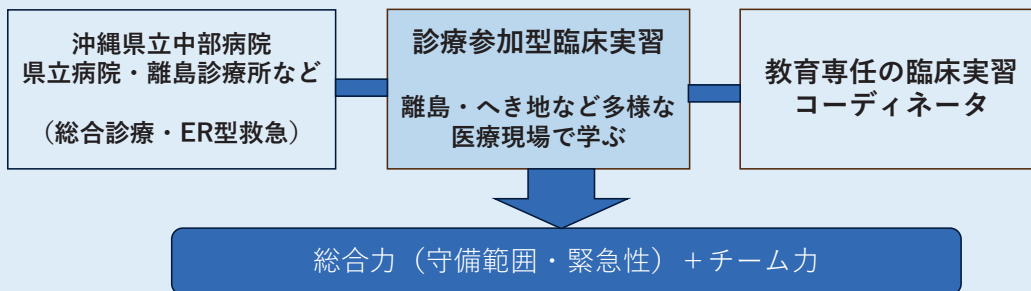 沖縄県立中部病院
県立病院・離島診療所など
（総合診療・ER型救急）
診療参加型臨床実習
離島・へき地など多様な
医療現場で学ぶ
教育専任の臨床実習
コーディネータ
総合力（守備範囲・緊急性）＋チーム力